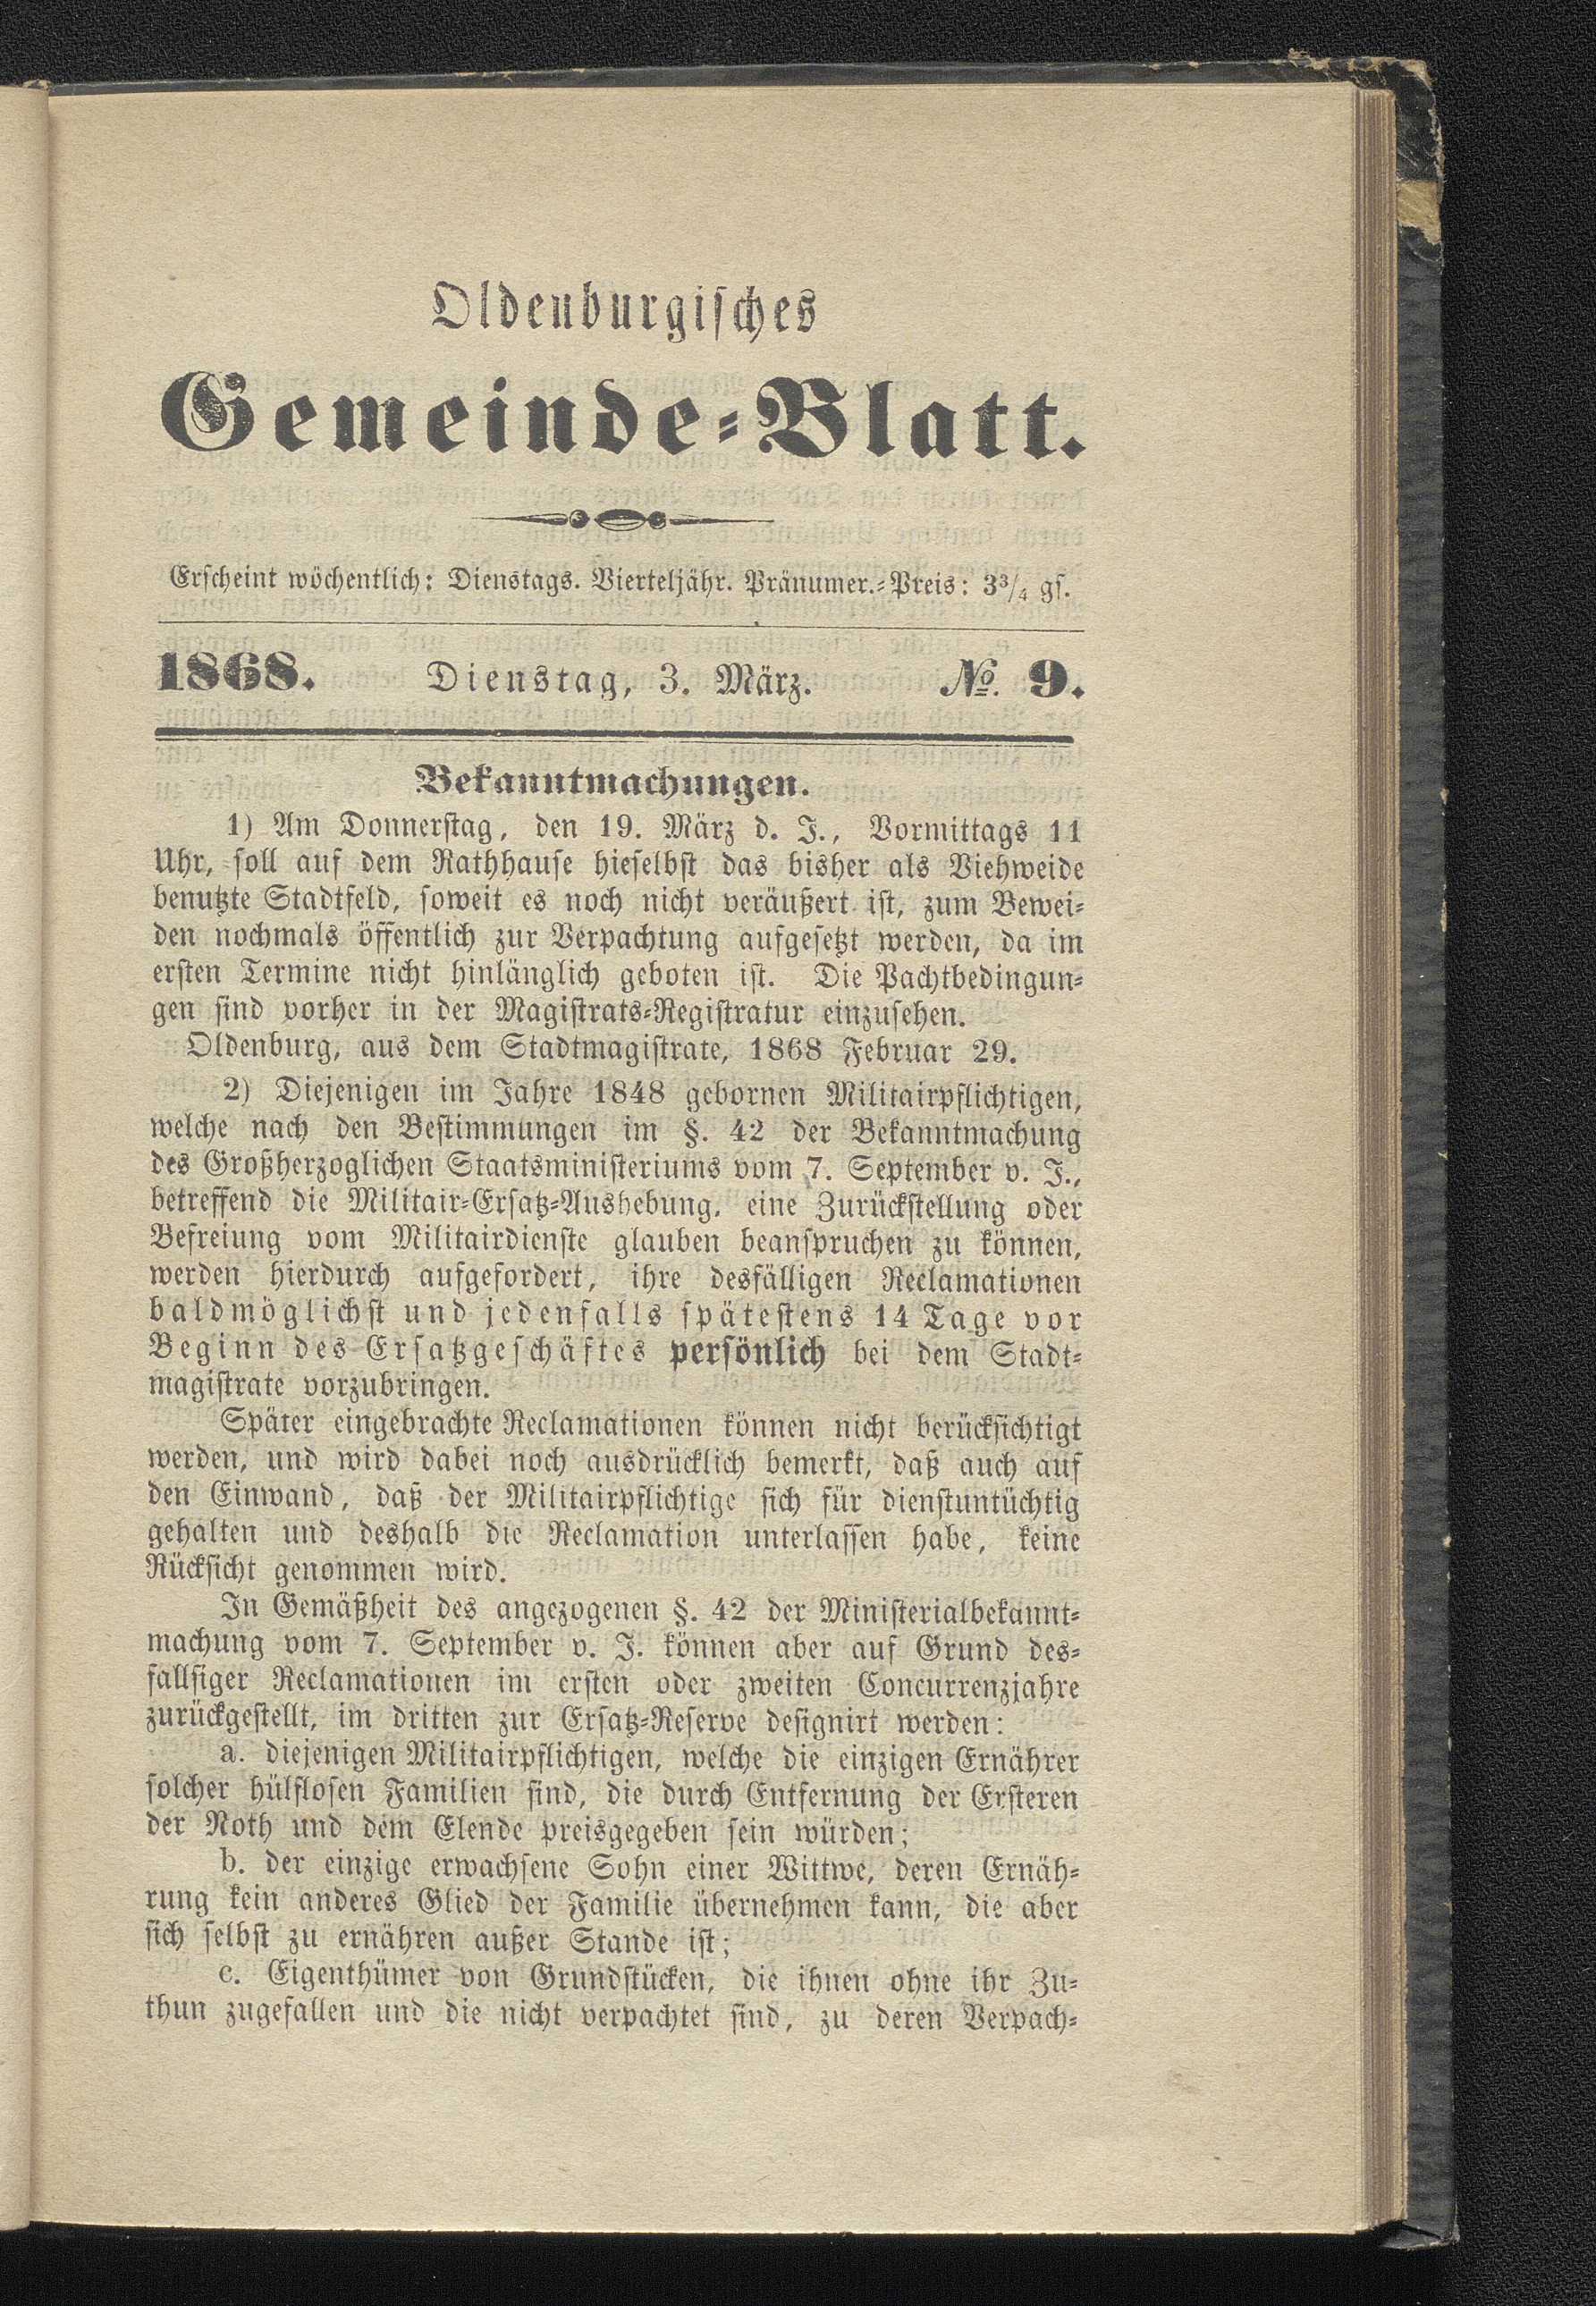 Oldenburgisches
Gemeinde-Blatt.
Erscheint wöchentlich: Dienstags. Vierteljähr. Pränumer.-Preis: 3¾ gs.
1868. Dienstag, 3. März. №. 9.
Bekanntmachungen.
1) Am Donnerstag, den 19. März d. J., Vormittags 11
Uhr, soll auf dem Rathhause hieselbst das bisher als Viehweide
benutzte Stadtfeld, soweit es noch nicht veräußert ist, zum Bewei-
den nochmals öffentlich zur Verpachtung aufgesetzt werden, da im
ersten Termine nicht hinlänglich geboten ist. Die Pachtbedingun-
gen sind vorher in der Magistrats-Registratur einzusehen.
Oldenburg, aus dem Stadtmagistrate, 1868 Februar 29.
2) Diejenigen im Jahre 1848 gebornen Militairpflichtigen,
welche nach den Bestimmungen im §. 42 der Bekanntmachung
des Großherzoglichen Staatsministeriums vom 7. September v. J.,
betreffend die Militair-Ersatz-Aushebung, eine Zurückstellung oder
Befreiung vom Militairdienste glauben beanspruchen zu können,
werden hierdurch aufgefordert, ihre desfälligen Reclamationen
baldmöglichst und jedenfalls spätestens 14 Tage vor
Beginn des Ersatzgeschäftes persönlich bei dem Stadt-
magistrate vorzubringen.
Später eingebrachte Reclamationen können nicht berücksichtigt
werden, und wird dabei noch ausdrücklich bemerkt, daß auch auf
den Einwand, daß der Militairpflichtige sich für dienstuntüchtig
gehalten und deshalb die Reclamation unterlassen habe, keine
Rücksicht genommen wird.
In Gemäßheit des angezogenen §. 42 der Ministerialbekannt-
machung vom 7. September v. J. können aber auf Grund des-
fallsiger Reclamationen im ersten oder zweiten Concurrenzjahre
zurückgestellt, im dritten zur Ersatz-Reserve designirt werden:
a. diejenigen Militairpflichtigen, welche die einzigen Ernährer
solcher hülflosen Familien sind, die durch Entfernung der Ersteren
der Noth und dem Elende preisgegeben sein würden;
b. der einzige erwachsene Sohn einer Wittwe, deren Ernäh-
rung kein anderes Glied der Familie übernehmen kann, die aber
sich selbst zu ernähren außer Stande ist;
c. Eigenthümer von Grundstücken, die ihnen ohne ihr Zu-
thun zugefallen und die nicht verpachtet sind, zu deren Verpach-